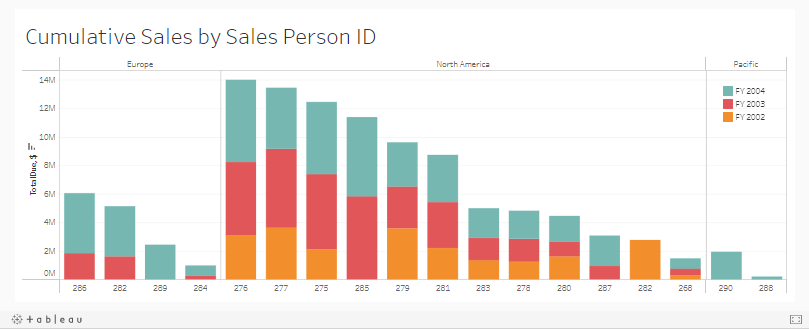 Cumulative Sales by Sales Person ID
Europe North America Pacific
14M
12M
10M
8M
6M
4M
2M
0M
Total Due, $
FY 2004
FY 2003
FY 2002
286 282 289 284 276 277 275 285 279 281 283 278 280 287 282 268 290 288
+ableau